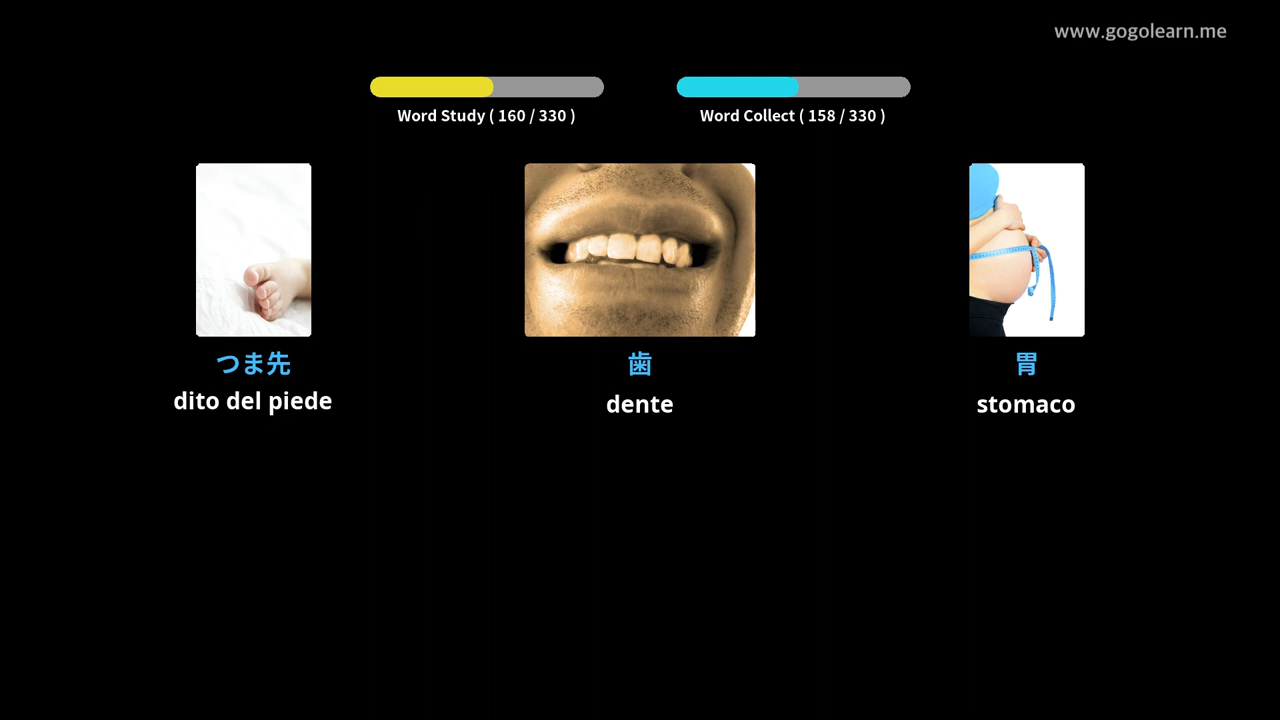 www.gogolearn.me
Word Study ( 160 / 330 )
Word Collect ( 158 / 330 )
つま先
dito del piede
歯
dente
胃
stomaco